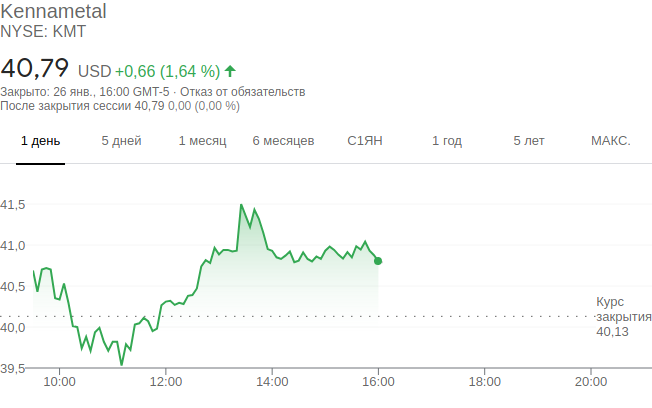 Kennametal
NYSE: KMT
40,79 USD +0,66 (1,64 %)
Закрыто: 26 янв., 16:00 GMT-5 · Отказ от обязательств
После закрытия сессии 40,79 0,00 (0,00 %)
1 день 5 дней 1 месяц 6 месяцев С1ЯН 1 год 5 лет МАКС.
41,5
41,0
40,5
Курс
закрытия
40,13
40,0
39,5
10:00 12:00 14:00 16:00 18:00 20:00